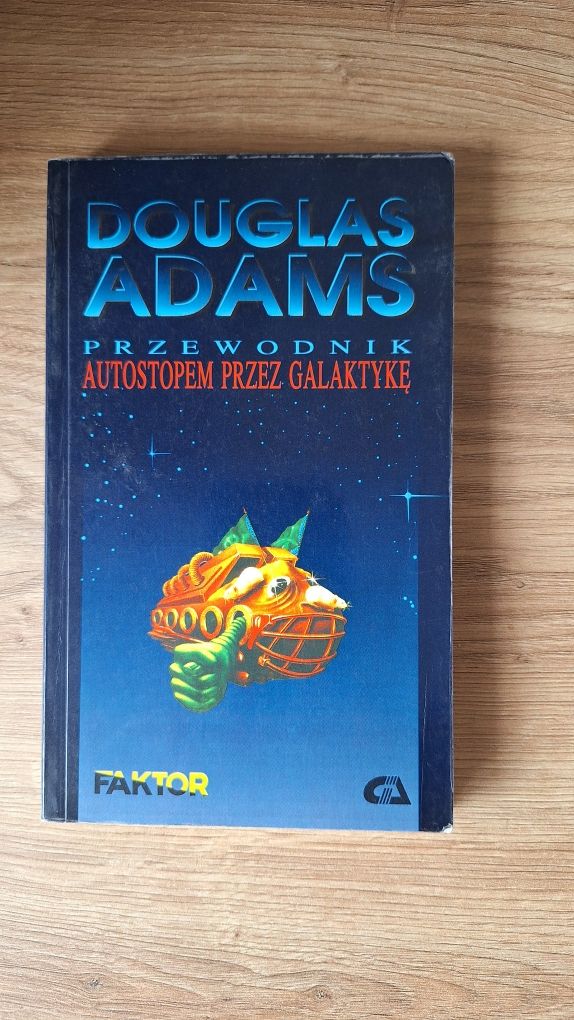 DOUGLAS
ADAMS
PRZEWODNIK
AUTOSTOPEM PRZEZ GALAKTYKĘ
FAKTOR